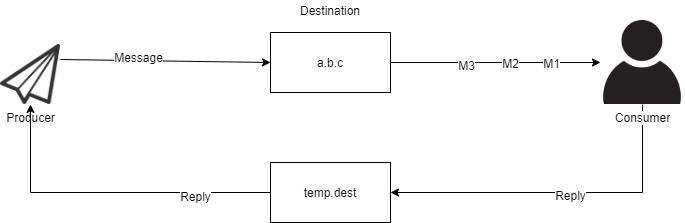 Destination
Message
a.b.c
M3
M2
M1
Producer
Consumer
Reply
temp.dest
Reply